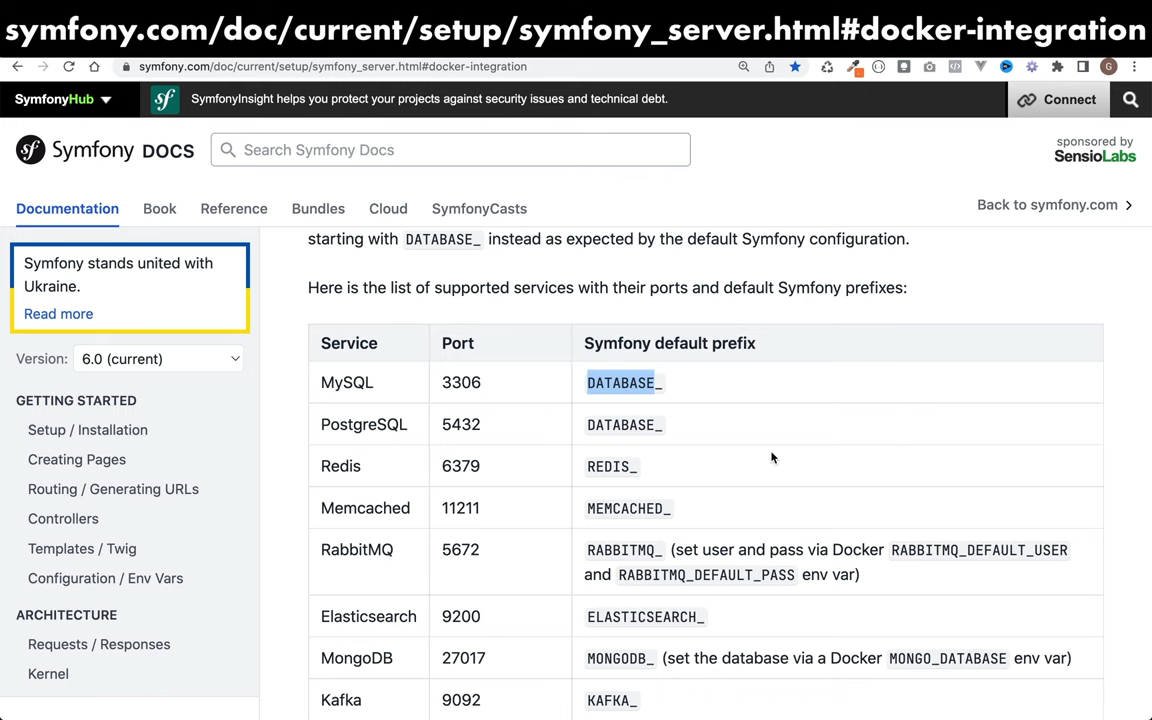 symfony.com/doc/current/setup/symfony_server.html#docker-integration
symfony.com/doc/current/setup/symfony_server.html#docker-integration
G
SymfonyHub
sf
SymfonyInsight helps you protect your projects against security issues and technical debt.
Connect
sf Symfony DOCS
Search Symfony Docs
sponsored by
SensioLabs
Documentation Book Reference Bundles Cloud SymfonyCasts
Back to symfony.com
Symfony stands united with
Ukraine.
Read more
Version: 6.0 (current)
GETTING STARTED
Setup / Installation
Creating Pages
Routing / Generating URLs
Controllers
Templates / Twig
Configuration / Env Vars
ARCHITECTURE
Requests / Responses
Kernel
starting with DATABASE_ instead as expected by the default Symfony configuration.
Here is the list of supported services with their ports and default Symfony prefixes:
Service Port Symfony default prefix
MySQL 3306 DATABASE_
PostgreSQL 5432 DATABASE_
Redis 6379 REDIS_
Memcached 11211 MEMCACHED_
RabbitMQ 5672 RABBITMQ_ (set user and pass via Docker RABBITMQ_DEFAULT_USER
and RABBITMQ_DEFAULT_PASS env var)
Elasticsearch 9200 ELASTICSEARCH_
MongoDB 27017 MONGODB_ (set the database via a Docker MONGO_DATABASE env var)
Kafka 9092 KAFKA_